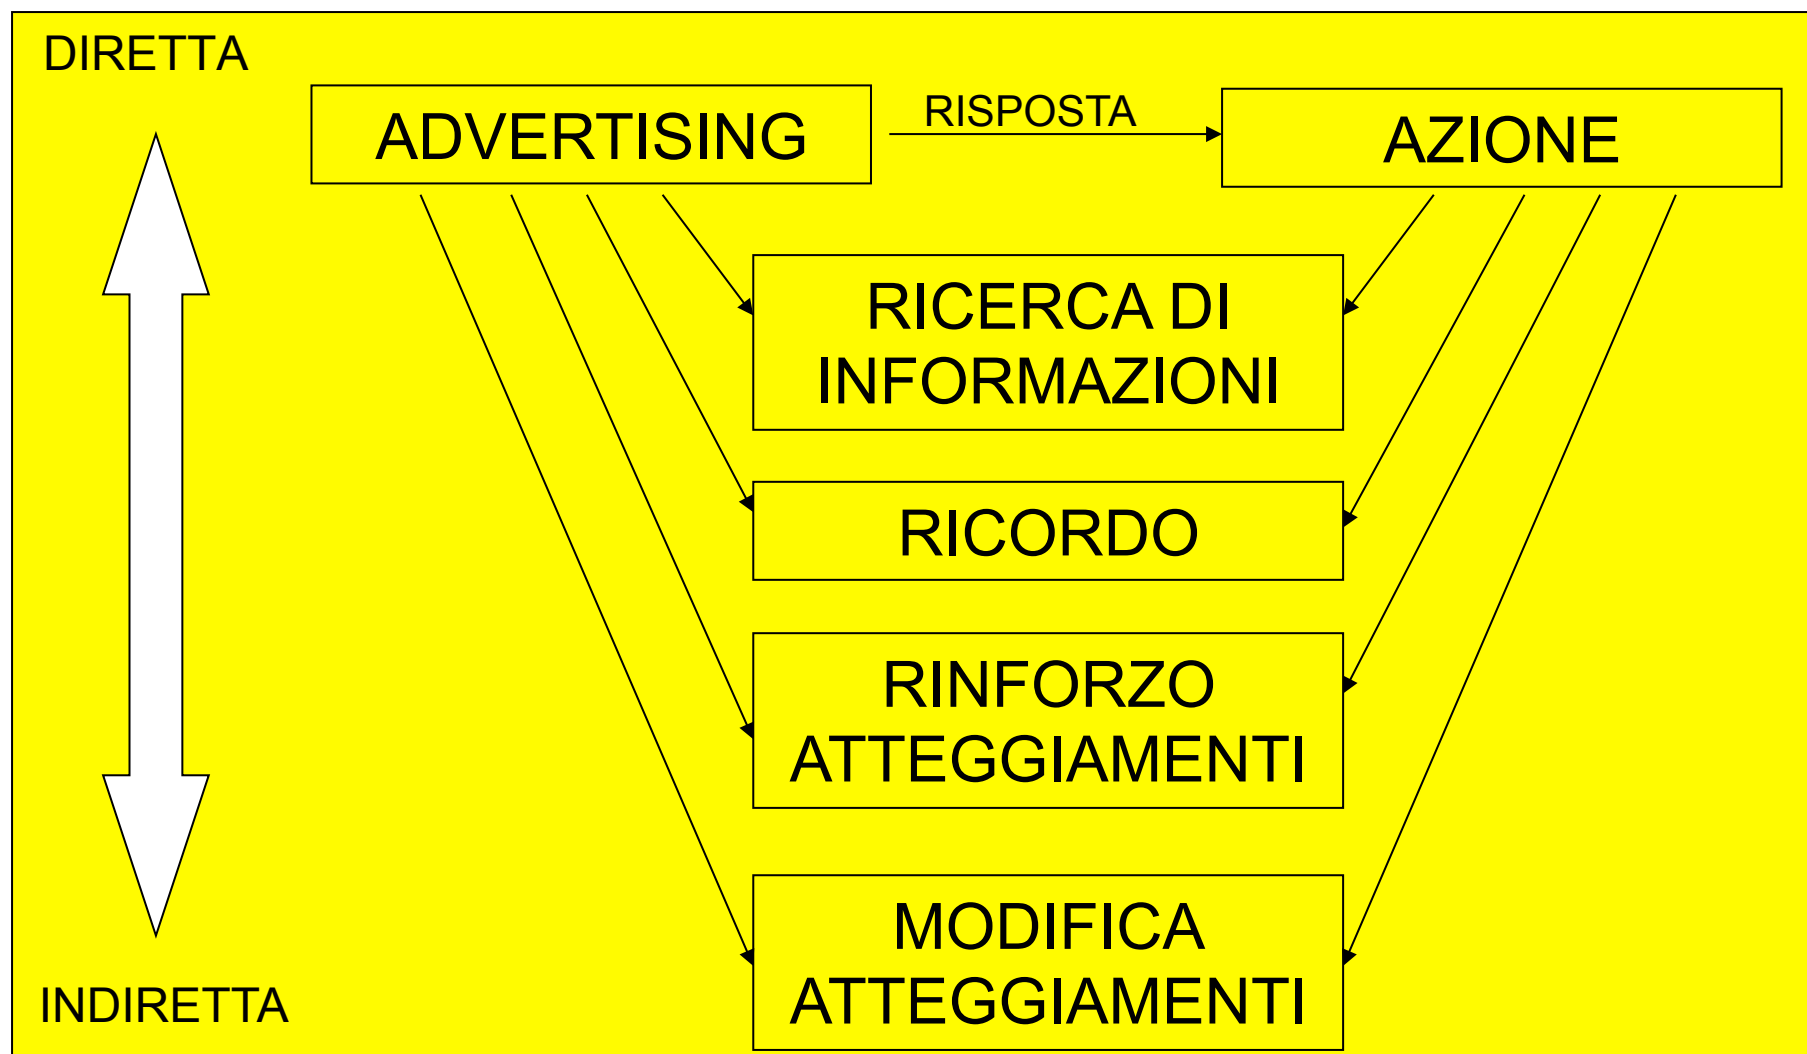 DIRETTA
ADVERTISING
RISPOSTA
AZIONE
RICERCA DI
INFORMAZIONI
RICORDO
RINFORZO
ATTEGGIAMENTI
MODIFICA
ATTEGGIAMENTI
INDIRETTA